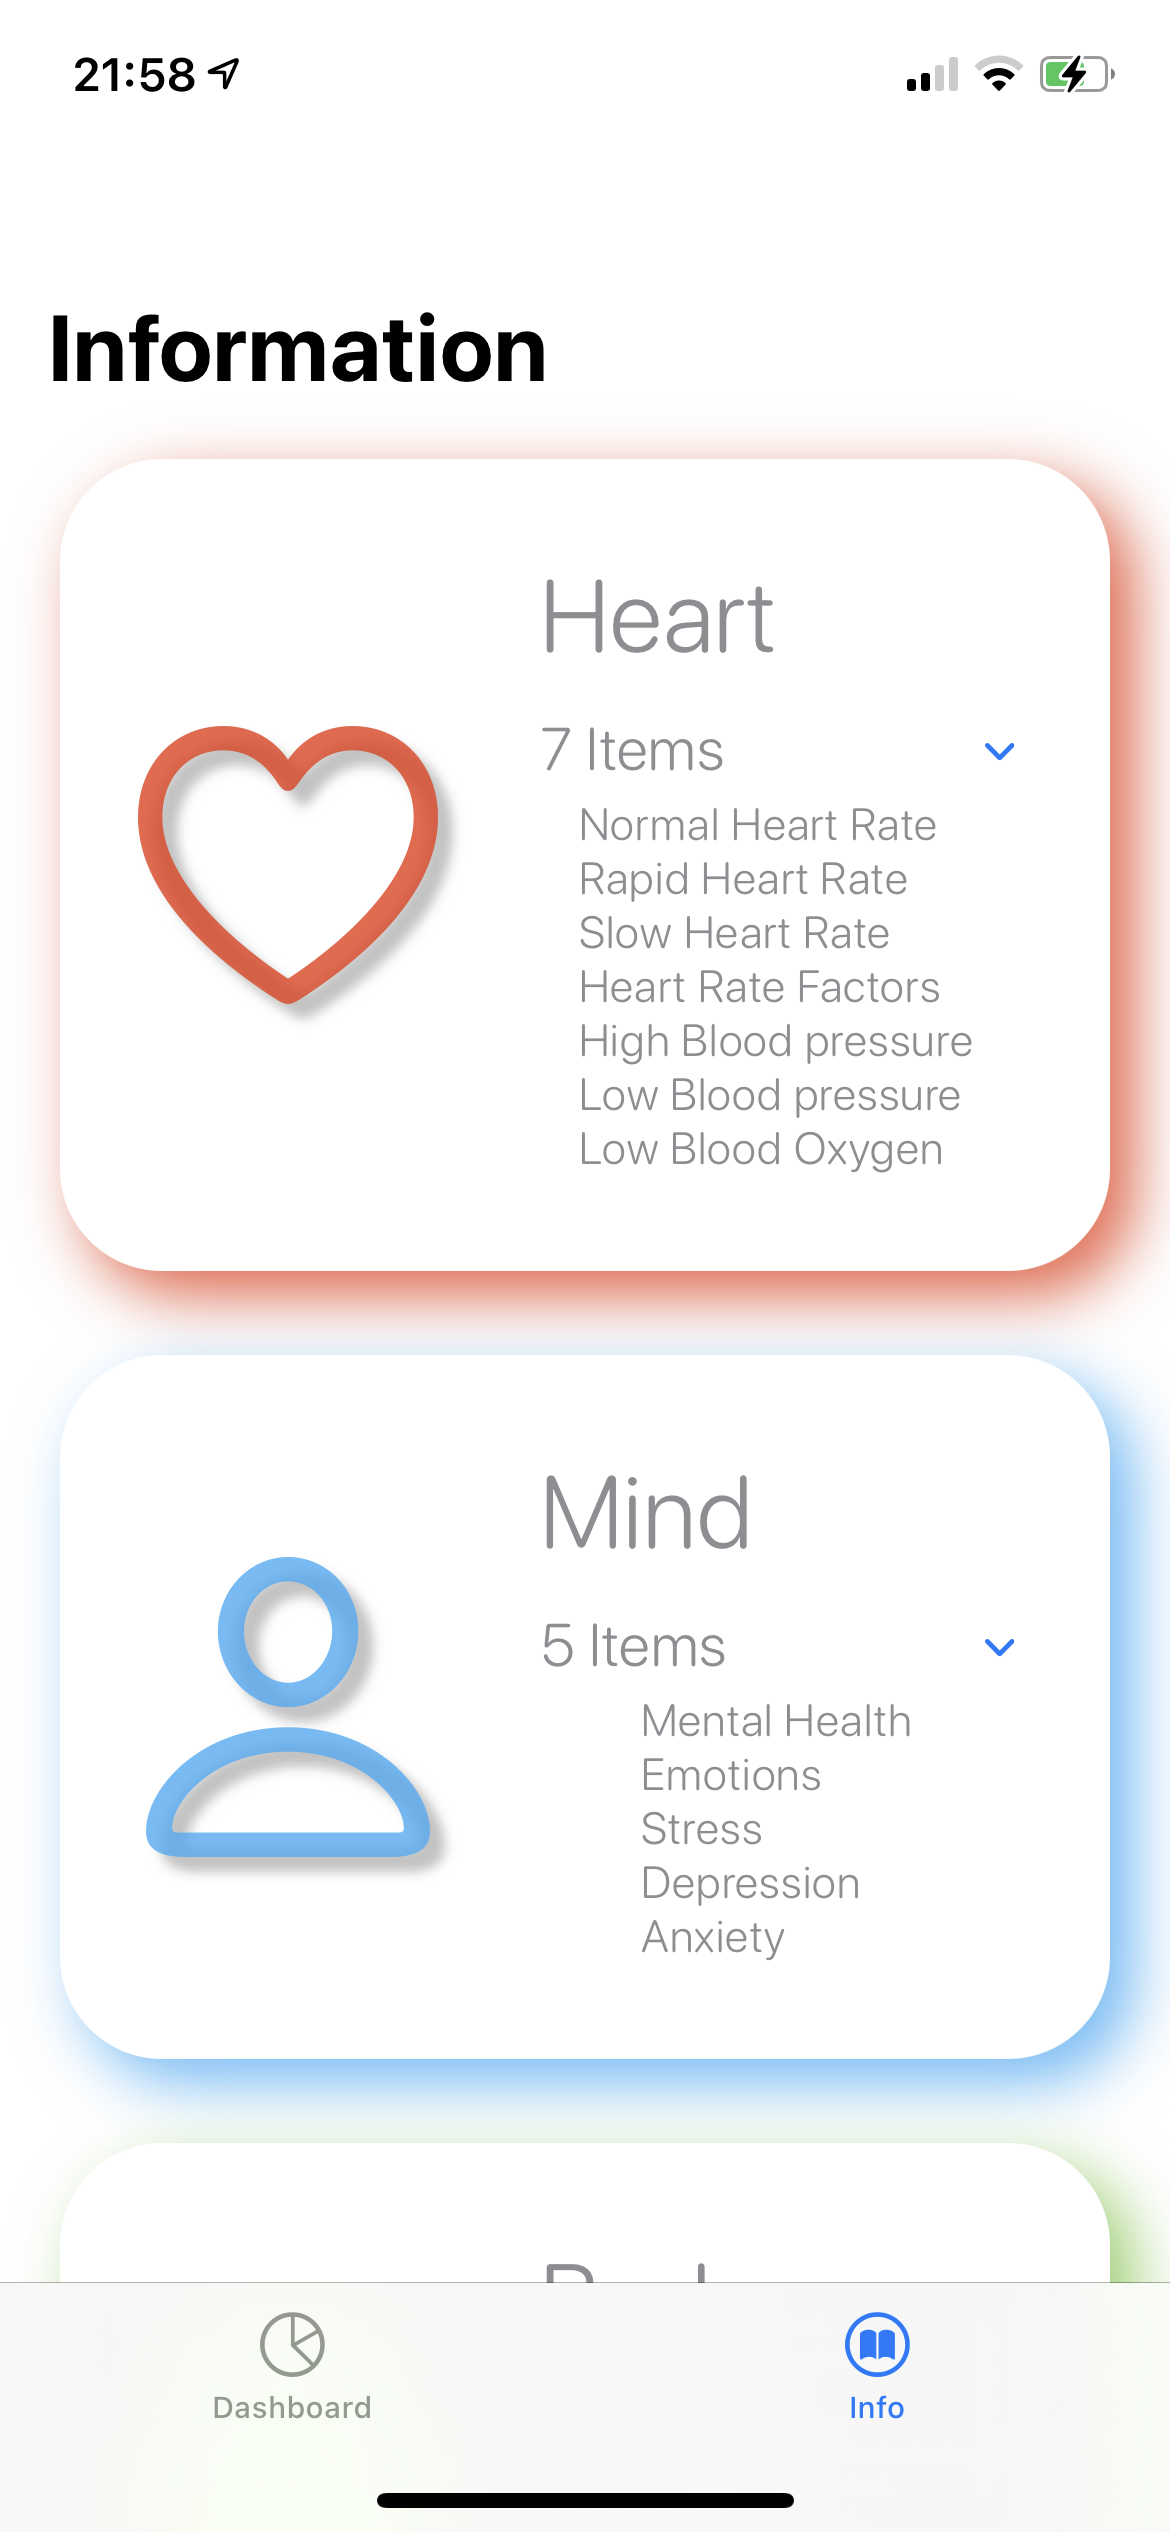 21:58
Information
Heart
7 Items
Normal Heart Rate
Rapid Heart Rate
Slow Heart Rate
Heart Rate Factors
High Blood pressure
Low Blood pressure
Low Blood Oxygen
Mind
5 Items
Mental Health
Emotions
Stress
Depression
Anxiety
Dashboard
Info